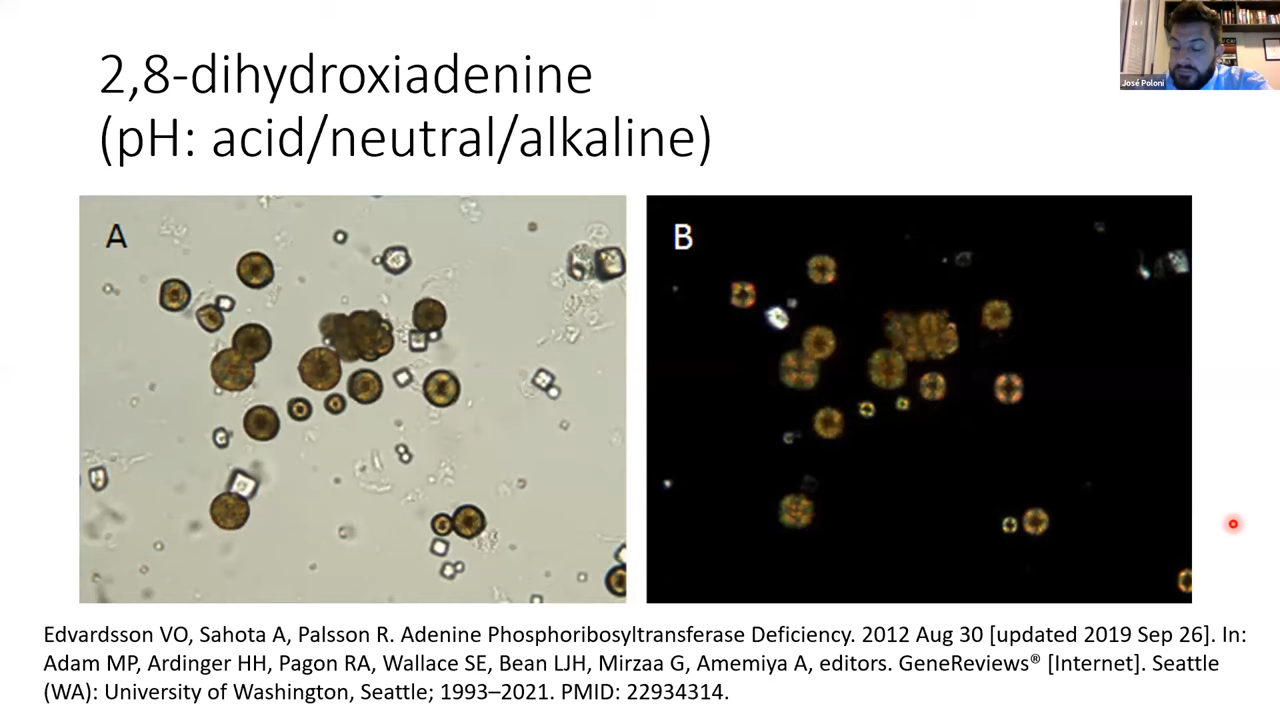 2,8-dihydroxiadenine
(pH: acid/neutral/alkaline)
José Poloni
A
B
Edvardsson VO, Sahota A, Palsson R. Adenine Phosphoribosyltransferase Deficiency. 2012 Aug 30 [updated 2019 Sep 26]. In:
Adam MP, Ardinger HH, Pagon RA, Wallace SE, Bean LJH, Mirzaa G, Amemiya A, editors. GeneReviews® [Internet]. Seattle
(WA): University of Washington, Seattle; 1993–2021. PMID: 22934314.